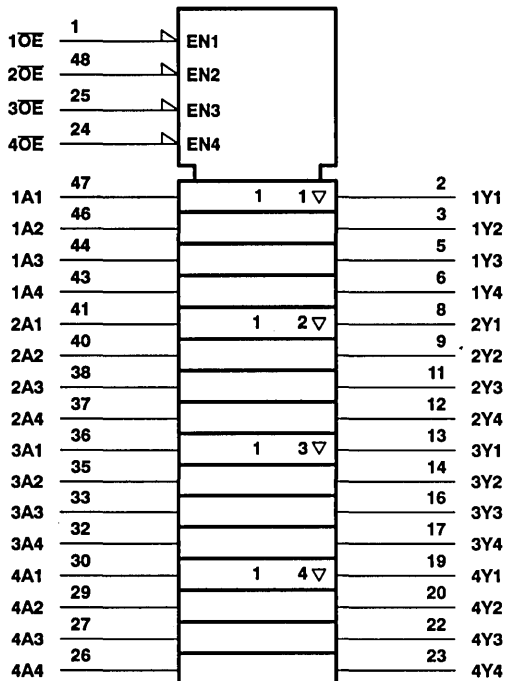 1O̅E̅ 1 EN1
2O̅E̅ 48 EN2
3O̅E̅ 25 EN3
4O̅E̅ 24 EN4
1A1 47 1 1 ▽ 2 1Y1
1A2 46 3 1Y2
1A3 44 5 1Y3
1A4 43 6 1Y4
2A1 41 1 2 ▽ 8 2Y1
2A2 40 9 2Y2
2A3 38 11 2Y3
2A4 37 12 2Y4
3A1 36 1 3 ▽ 13 3Y1
3A2 35 14 3Y2
3A3 33 16 3Y3
3A4 32 17 3Y4
4A1 30 1 4 ▽ 19 4Y1
4A2 29 20 4Y2
4A3 27 22 4Y3
4A4 26 23 4Y4